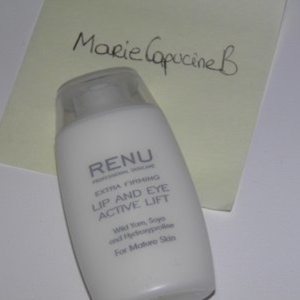 MarieCapucineB
RENU
PROFESSIONAL SKINCARE
EXTRA FIRMING
LIP AND EYE
ACTIVE LIFT
Wild Yam, Soya
and Hydroxyproline
For Mature Skin